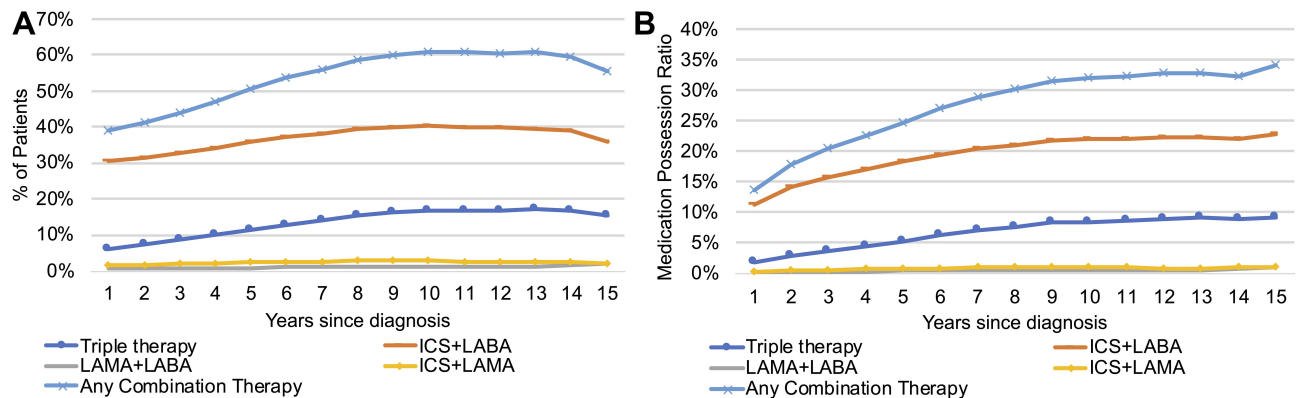 A
% of Patients
70%
60%
50%
40%
30%
20%
10%
0%
1 2 3 4 5 6 7 8 9 10 11 12 13 14 15
Years since diagnosis
Triple therapy ICS+LABA
LAMA+LABA ICS+LAMA
Any Combination Therapy
B
Medication Possession Ratio
40%
35%
30%
25%
20%
15%
10%
5%
0%
1 2 3 4 5 6 7 8 9 10 11 12 13 14 15
Years since diagnosis
Triple therapy ICS+LABA
LAMA+LABA ICS+LAMA
Any Combination Therapy